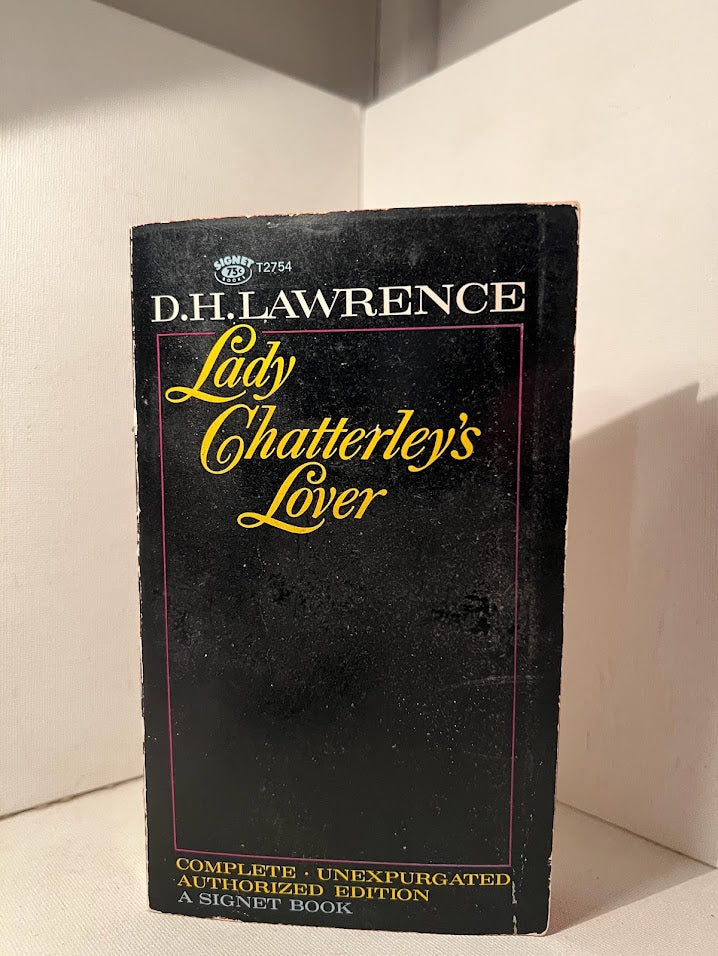 SIGNET
75¢ T2754
BOOKS
D.H.LAWRENCE
Lady
Chatterley's
Lover
COMPLETE · UNEXPURGATED
AUTHORIZED EDITION
A SIGNET BOOK